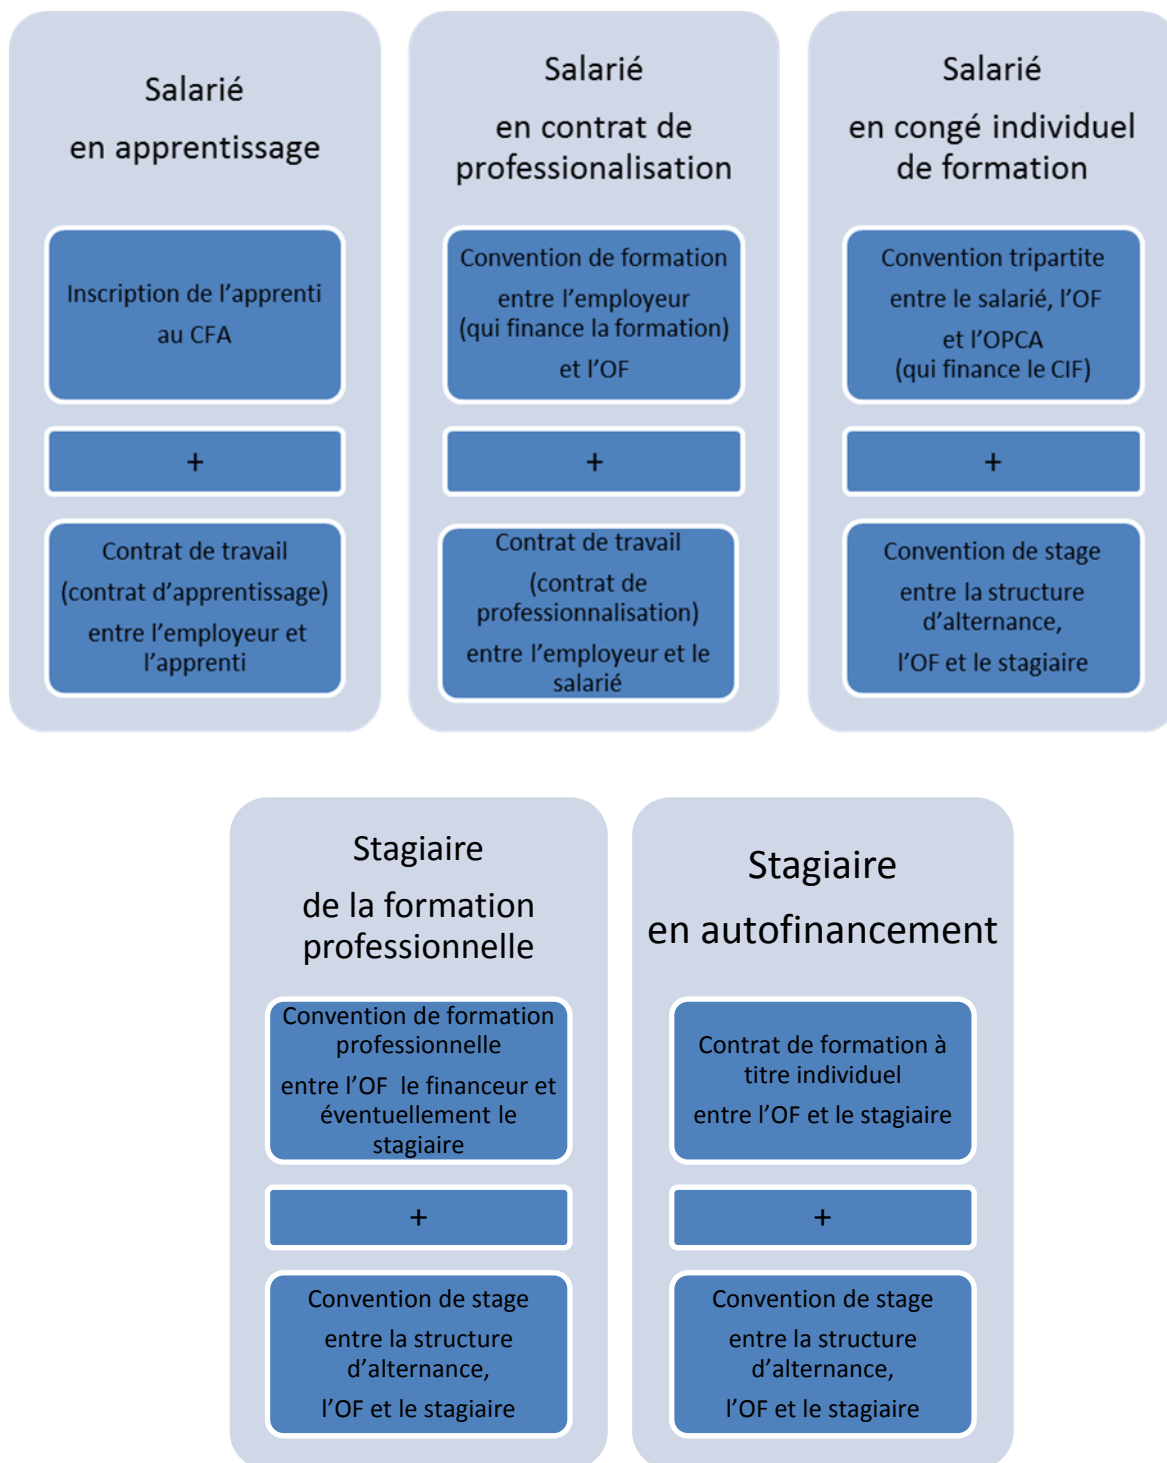 Salarié
en apprentissage
Inscription de l’apprenti
au CFA
+
Contrat de travail
(contrat d’apprentissage)
entre l’employeur et
l’apprenti
Salarié
en contrat de
professionalisation
Convention de formation
entre l’employeur
(qui finance la formation)
et l’OF
+
Contrat de travail
(contrat de
professionnalisation)
entre l’employeur et le
salarié
Salarié
en congé individuel
de formation
Convention tripartite
entre le salarié, l’OF
et l’OPCA
(qui finance le CIF)
+
Convention de stage
entre la structure
d’alternance,
l’OF et le stagiaire
Stagiaire
de la formation
professionnelle
Convention de formation
professionnelle
entre l’OF  le financeur et
éventuellement le
stagiaire
+
Convention de stage
entre la structure
d’alternance,
l’OF et le stagiaire
Stagiaire
en autofinancement
Contrat de formation à
titre individuel
entre l’OF et le stagiaire
+
Convention de stage
entre la structure
d’alternance,
l’OF et le stagiaire